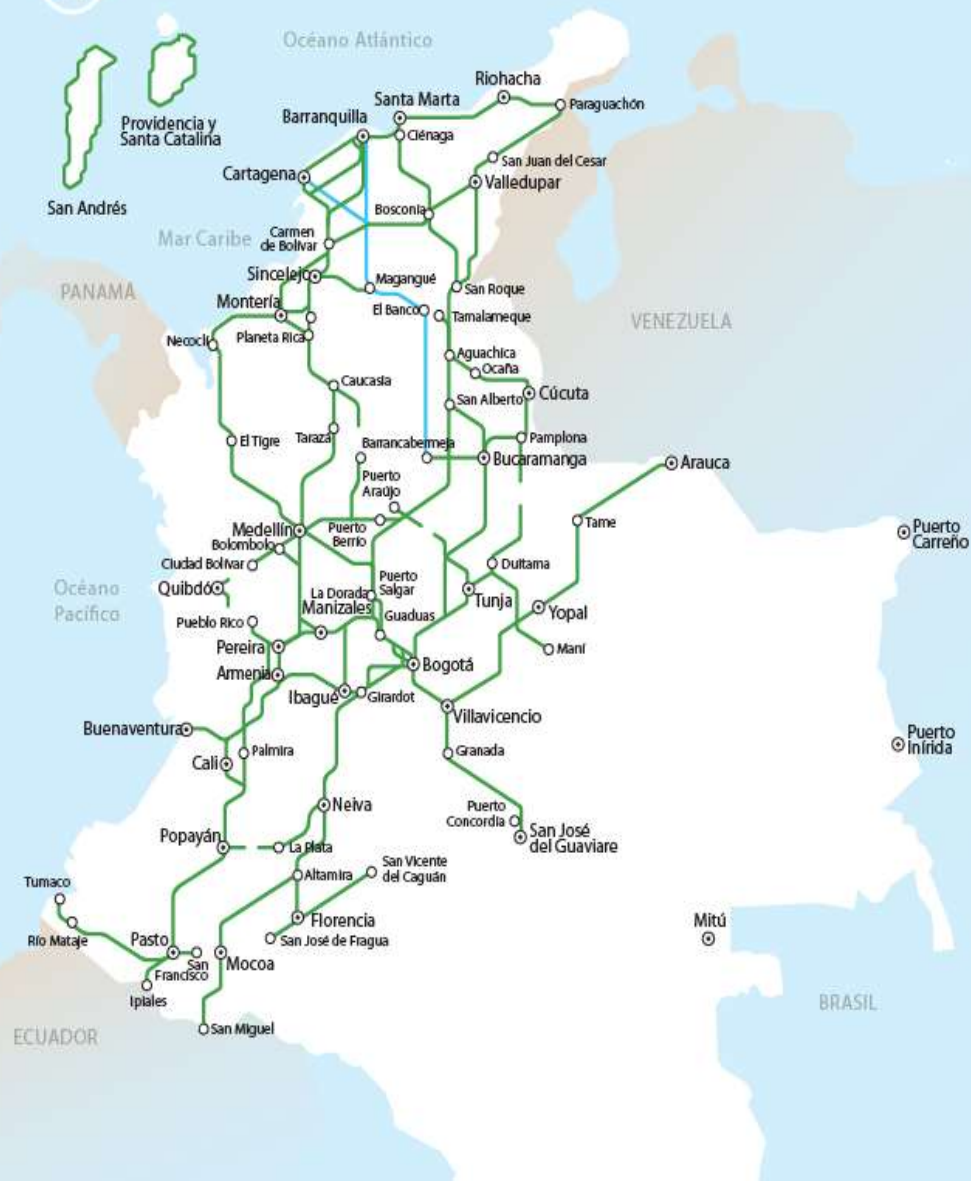 Océano Atlántico
Riohacha
Santa Marta
Paraguachón
Barranquilla
Providencia y
Santa Catalina
Ciénaga
San Juan del Cesar
Cartagena
Valledupar
San Andrés
Bosconia
Mar Caribe
Carmen
de Bolívar
Sincelejo
Magangué
San Roque
PANAMA
Montería
El Banco
Tamalameque
VENEZUELA
Necoclí
Planeta Rica
Aguachica
Ocaña
Caucasia
San Alberto
Cúcuta
El Tigre
Tarazá
Barrancabermeja
Pamplona
Bucaramanga
Arauca
Puerto
Araújo
Medellín
Puerto
Berrío
Tame
Puerto
Carreño
Bolombolo
Ciudad Bolívar
Duitama
Océano
Pacífico
Quibdó
La Dorada
Puerto
Salgar
Tunja
Manizales
Guaduas
Yopal
Pueblo Rico
Pereira
Maní
Armenia
Bogotá
Ibagué
Girardot
Villavicencio
Buenaventura
Puerto
Inírida
Cali
Palmira
Granada
Neiva
Puerto
Concordia
San José
del Guaviare
Popayán
La Plata
Altamira
San Vicente
del Caguán
Tumaco
Florencia
Mitú
Río Mataje
Pasto
San José de Fragua
San
Francisco
Mocoa
Ipiales
BRASIL
ECUADOR
San Miguel